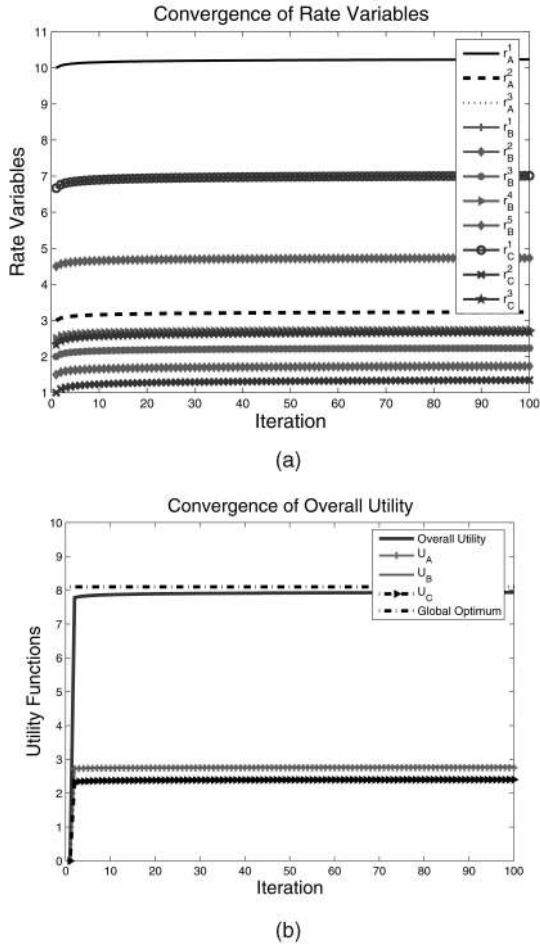 Convergence of Rate Variables
11
10
9
8
7
6
5
4
3
2
1
0 10 20 30 40 50 60 70 80 90 100
Rate Variables
Iteration
r_A^1
r_A^2
r_A^3
r_B^1
r_B^2
r_B^3
r_B^4
r_B^5
r_C^1
r_C^2
r_C^3
(a)
Convergence of Overall Utility
10
9
8
7
6
5
4
3
2
1
0
0 10 20 30 40 50 60 70 80 90 100
Utility Functions
Iteration
Overall Utility
U_A
U_B
U_C
Global Optimum
(b)